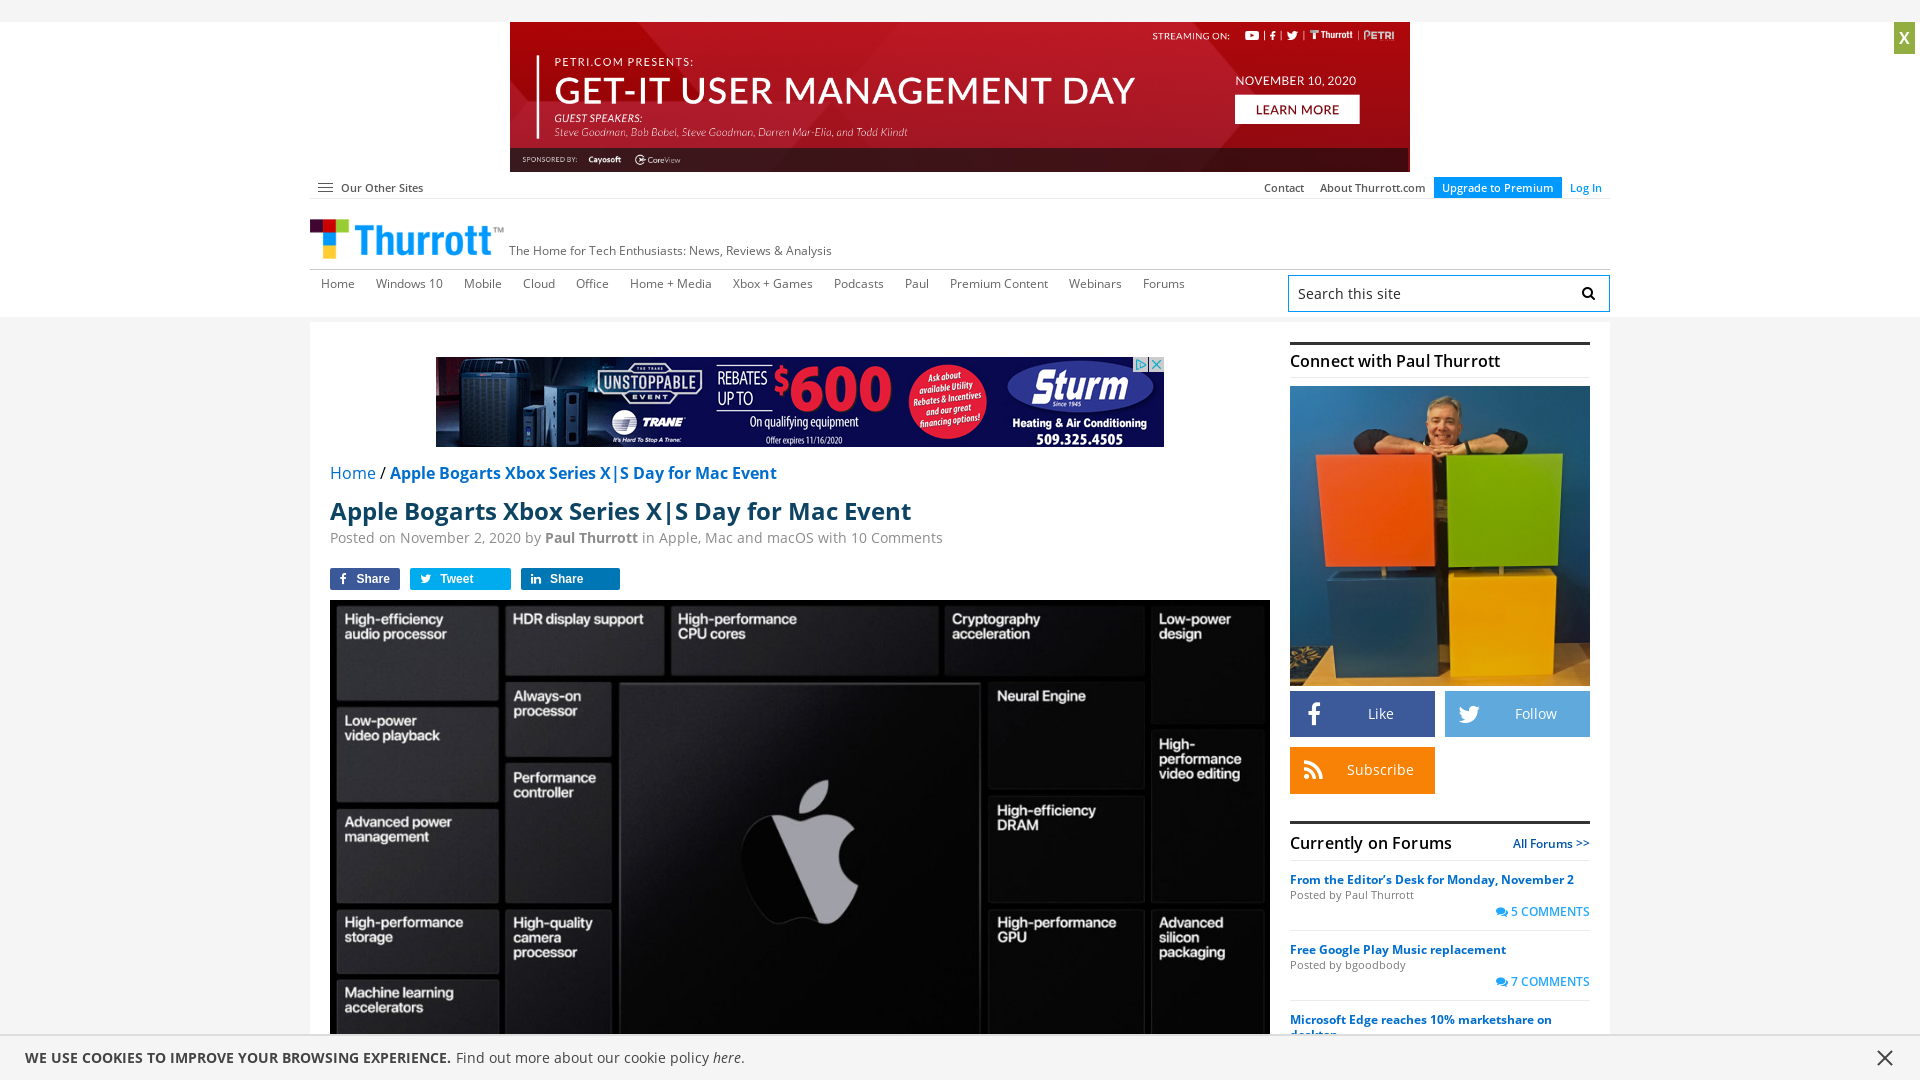 STREAMING ON: | | | Thurrott | PETRI
X
PETRI.COM PRESENTS:
GET-IT USER MANAGEMENT DAY
NOVEMBER 10, 2020
LEARN MORE
GUEST SPEAKERS:
Steve Goodman, Bob Bobel, Steve Goodman, Darren Mar-Elia, and Todd Klindt
SPONSORED BY: Cayosoft CoreView
Our Other Sites
Contact About Thurrott.com Upgrade to Premium Log In
Thurrott™ The Home for Tech Enthusiasts: News, Reviews & Analysis
Home Windows 10 Mobile Cloud Office Home + Media Xbox + Games Podcasts Paul Premium Content Webinars Forums
Search this site
THE TRANE
UNSTOPPABLE
EVENT
TRANE
It's Hard To Stop A Trane.
REBATES
UP TO
$600
On qualifying equipment
Offer expires 11/16/2020
Ask about
available Utility
Rebates & Incentives
and our great
financing options!
Sturm
Since 1945
Heating & Air Conditioning
509.325.4505
Home / Apple Bogarts Xbox Series X|S Day for Mac Event
Apple Bogarts Xbox Series X|S Day for Mac Event
Posted on November 2, 2020 by Paul Thurrott in Apple, Mac and macOS with 10 Comments
Share Tweet Share
High-efficiency
audio processor
HDR display support
High-performance
CPU cores
Cryptography
acceleration
Low-power
design
Always-on
processor
Neural Engine
Low-power
video playback
High-
performance
video editing
Performance
controller
High-efficiency
DRAM
Advanced power
management
High-performance
storage
High-quality
camera
processor
High-performance
GPU
Advanced
silicon
packaging
Machine learning
accelerators
Connect with Paul Thurrott
Like
Follow
Subscribe
Currently on Forums All Forums >>
From the Editor's Desk for Monday, November 2
Posted by Paul Thurrott
5 COMMENTS
Free Google Play Music replacement
Posted by bgoodbody
7 COMMENTS
Microsoft Edge reaches 10% marketshare on
desktop
WE USE COOKIES TO IMPROVE YOUR BROWSING EXPERIENCE. Find out more about our cookie policy here.